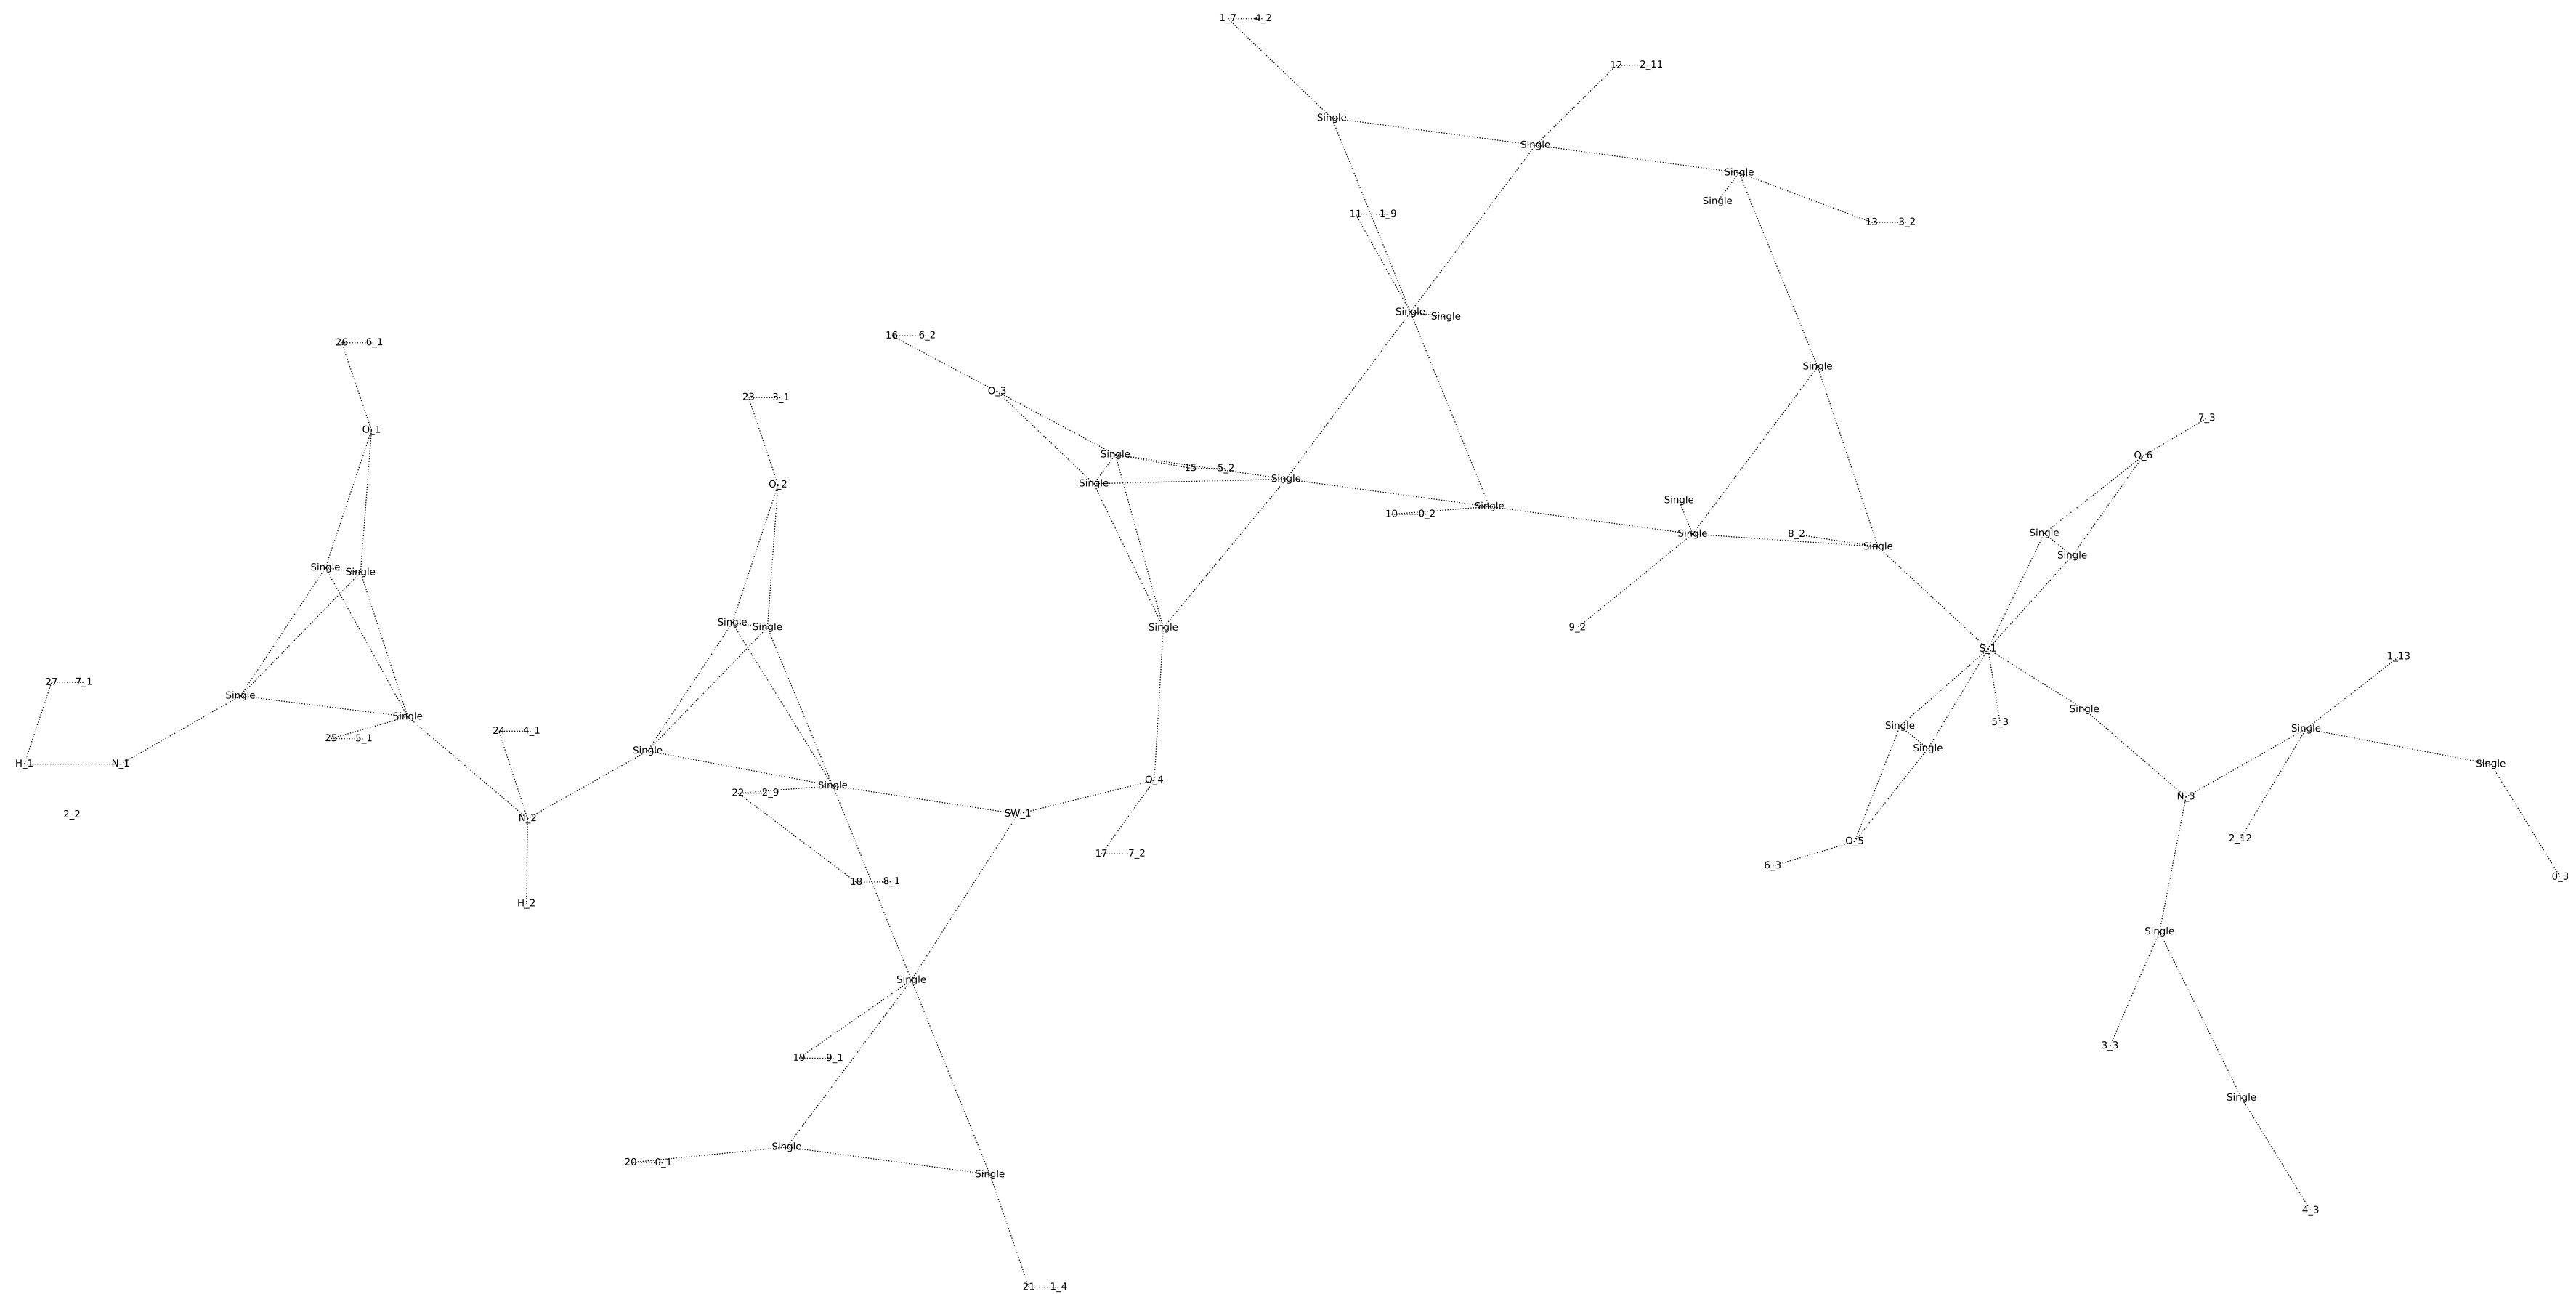 1_7 4_2
12 2_11
Single
Single
Single
Single
11 1_9
13 3_2
Single Single
16 6_2
26 6_1
Single
O_3
23 3_1
7_3
O_1
Single
O_6
15 5_2
Single
Single
O_2
Single
Single
10 0_2
Single
8_2
Single
Single
Single
Single Single
Single Single
Single
9_2
S_1
1_13
27 7_1
Single
Single
Single
5_3
Single
Single
24 4_1
25 5_1
Single
Single
H_1 N_1
Single
O_4
Single
22 2_9
N_3
2_2
SW_1
N_2
2_12
O_5
17 7_2
6_3
0_3
18 8_1
H_2
Single
Single
3_3
19 9_1
Single
Single
20 0_1
Single
4_3
21 1_4